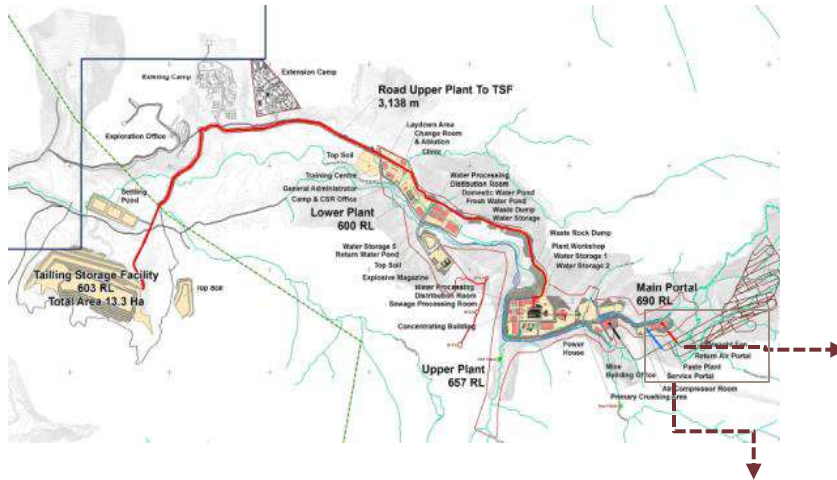 Extension Camp
Existing Camp
Road Upper Plant To TSF
3,138 m
Exploration Office
Laydown Area
Change Room
& Ablution
Clinic
Top Soil
Training Centre
General Administrator
Camp & CSR Office
Water Processing
Distribution Room
Domestic Water Pond
Fresh Water Pond
Waste Dump
Water Storage
Settling
Pond
Lower Plant
600 RL
Waste Rock Dump
Plant Workshop
Water Storage 1
Water Storage 2
Water Storage 5
Return Water Pond
Top Soil
Explosive Magazine
Tailling Storage Facility
603 RL
Total Area 13.3 Ha
Top Soil
Water Processing
Distribution Room
Sewage Processing Room
Main Portal
690 RL
Concentrating Building
Power
House
Upper Plant
657 RL
Return Air Portal
Paste Plant
Service Portal
Mine
Building Office
Air Compressor Room
Primary Crushing Area